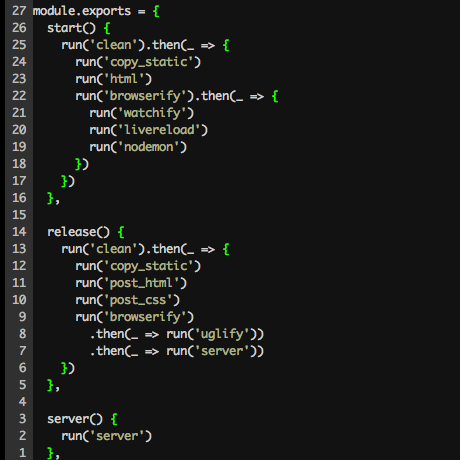 27 module.exports = {
26   start() {
25     run('clean').then(_ => {
24       run('copy_static')
23       run('html')
22       run('browserify').then(_ => {
21         run('watchify')
20         run('livereload')
19         run('nodemon')
18       })
17     })
16   },
15
14   release() {
13     run('clean').then(_ => {
12       run('copy_static')
11       run('post_html')
10       run('post_css')
9       run('browserify')
8         .then(_ => run('uglify'))
7         .then(_ => run('server'))
6     })
5   },
4
3   server() {
2     run('server')
1   },